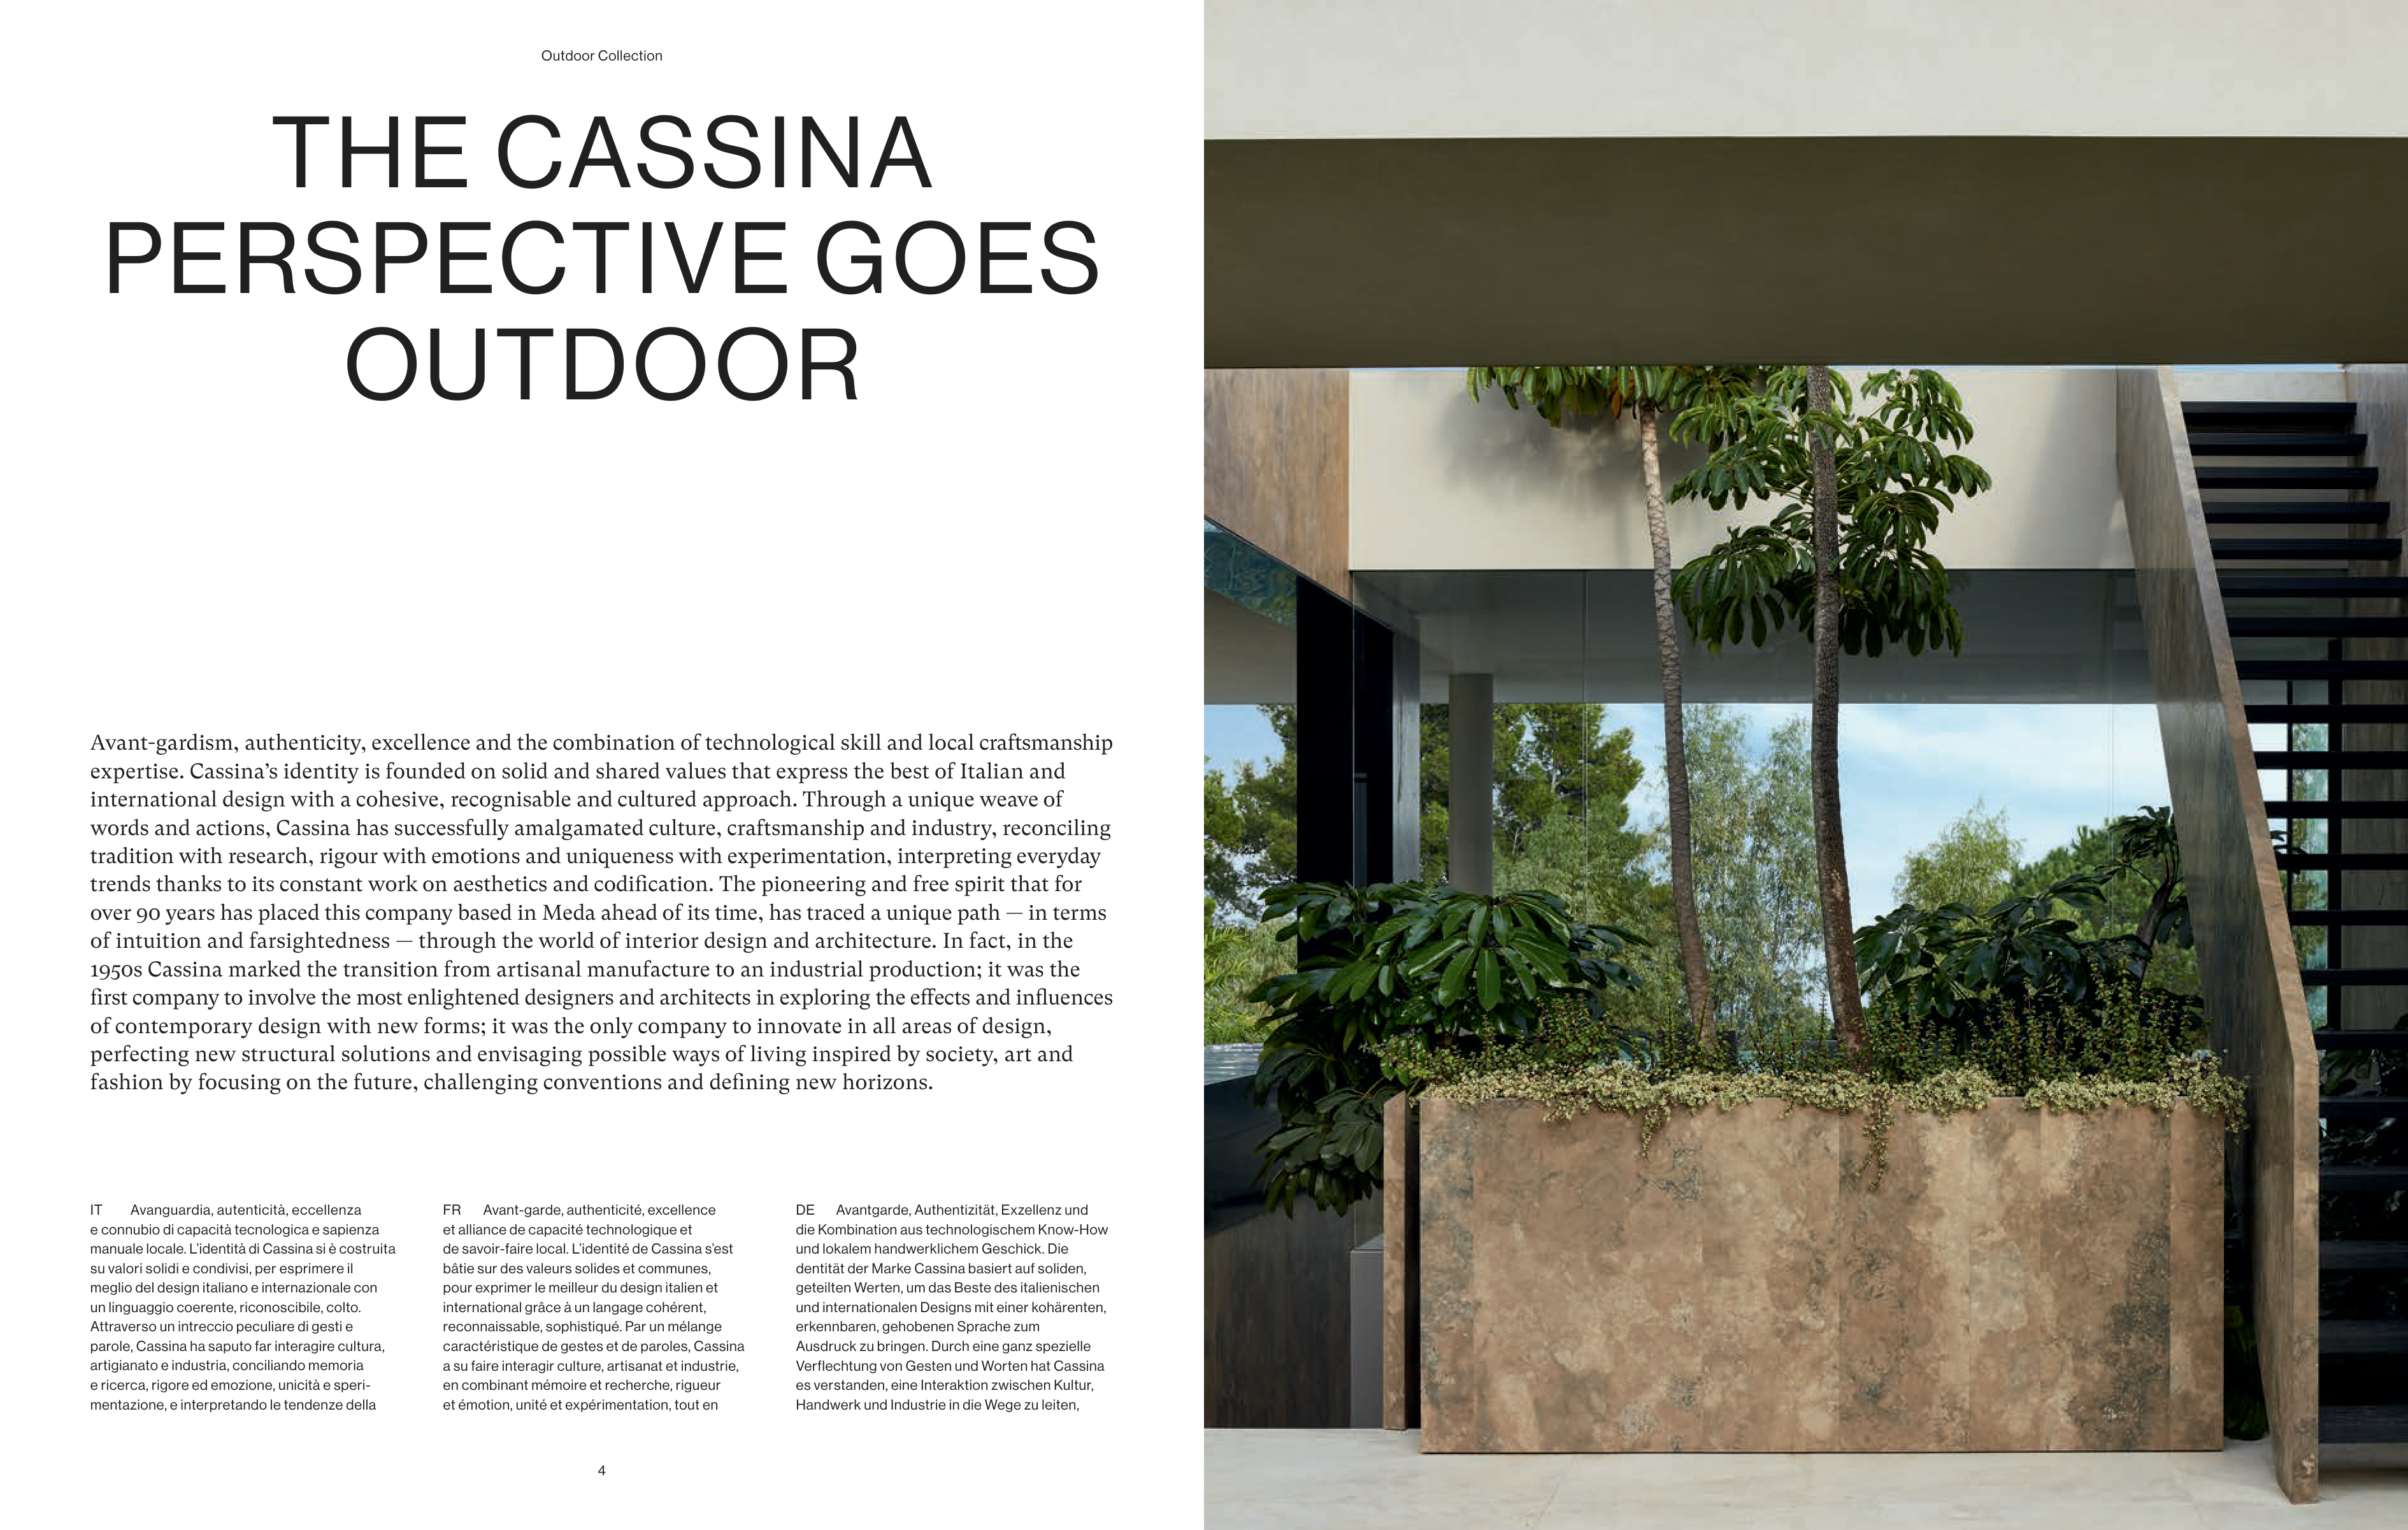 Outdoor Collection
THE CASSINA
PERSPECTIVE GOES
OUTDOOR
Avant-gardism, authenticity, excellence and the combination of technological skill and local craftsmanship
expertise. Cassina’s identity is founded on solid and shared values that express the best of Italian and
international design with a cohesive, recognisable and cultured approach. Through a unique weave of
words and actions, Cassina has successfully amalgamated culture, craftsmanship and industry, reconciling
tradition with research, rigour with emotions and uniqueness with experimentation, interpreting everyday
trends thanks to its constant work on aesthetics and codification. The pioneering and free spirit that for
over 90 years has placed this company based in Meda ahead of its time, has traced a unique path — in terms
of intuition and farsightedness — through the world of interior design and architecture. In fact, in the
1950s Cassina marked the transition from artisanal manufacture to an industrial production; it was the
first company to involve the most enlightened designers and architects in exploring the effects and influences
of contemporary design with new forms; it was the only company to innovate in all areas of design,
perfecting new structural solutions and envisaging possible ways of living inspired by society, art and
fashion by focusing on the future, challenging conventions and defining new horizons.
IT Avanguardia, autenticità, eccellenza
e connubio di capacità tecnologica e sapienza
manuale locale. L’identità di Cassina si è costruita
su valori solidi e condivisi, per esprimere il
meglio del design italiano e internazionale con
un linguaggio coerente, riconoscibile, colto.
Attraverso un intreccio peculiare di gesti e
parole, Cassina ha saputo far interagire cultura,
artigianato e industria, conciliando memoria
e ricerca, rigore ed emozione, unicità e speri-
mentazione, e interpretando le tendenze della
FR Avant-garde, authenticité, excellence
et alliance de capacité technologique et
de savoir-faire local. L’identité de Cassina s’est
bâtie sur des valeurs solides et communes,
pour exprimer le meilleur du design italien et
international grâce à un langage cohérent,
reconnaissable, sophistiqué. Par un mélange
caractéristique de gestes et de paroles, Cassina
a su faire interagir culture, artisanat et industrie,
en combinant mémoire et recherche, rigueur
et émotion, unité et expérimentation, tout en
DE Avantgarde, Authentizität, Exzellenz und
die Kombination aus technologischem Know-How
und lokalem handwerklichem Geschick. Die
dentität der Marke Cassina basiert auf soliden,
geteilten Werten, um das Beste des italienischen
und internationalen Designs mit einer kohärenten,
erkennbaren, gehobenen Sprache zum
Ausdruck zu bringen. Durch eine ganz spezielle
Verflechtung von Gesten und Worten hat Cassina
es verstanden, eine Interaktion zwischen Kultur,
Handwerk und Industrie in die Wege zu leiten,
4